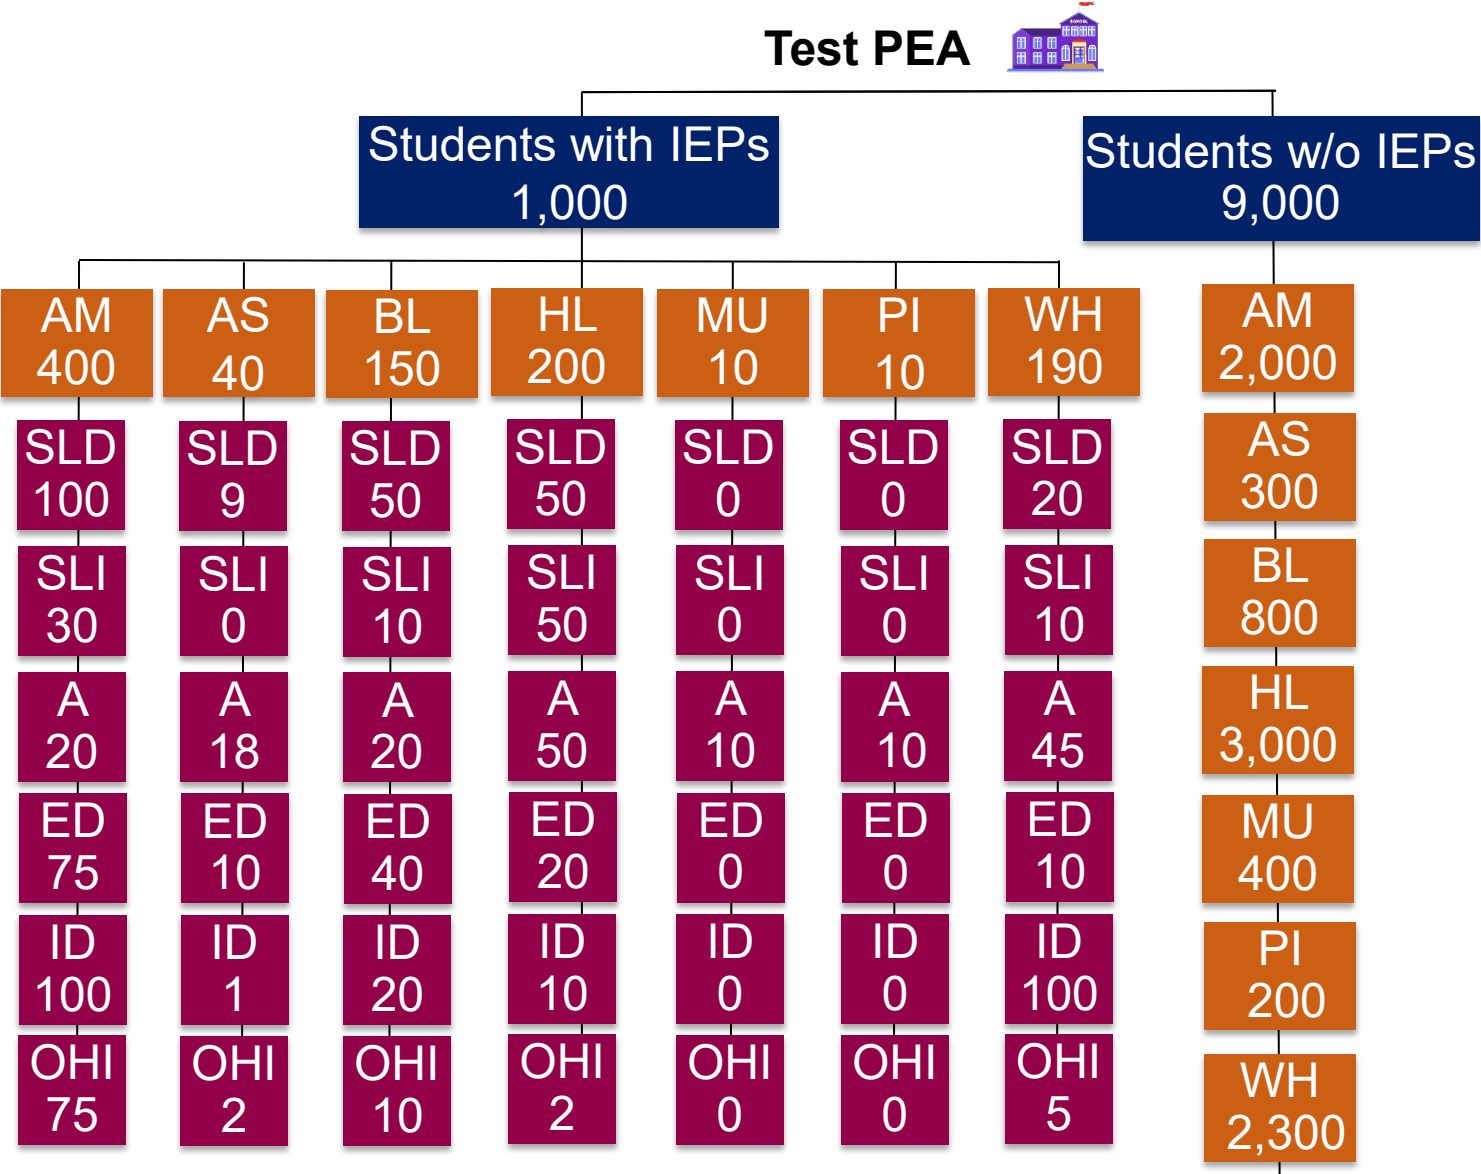 Test PEA
SCHOOL
Students with IEPs
1,000
Students w/o IEPs
9,000
AM
400
AS
40
BL
150
HL
200
MU
10
PI
10
WH
190
SLD
100
SLD
9
SLD
50
SLD
50
SLD
0
SLD
0
SLD
20
SLI
30
SLI
0
SLI
10
SLI
50
SLI
0
SLI
0
SLI
10
A
20
A
18
A
20
A
50
A
10
A
10
A
45
ED
75
ED
10
ED
40
ED
20
ED
0
ED
0
ED
10
ID
100
ID
1
ID
20
ID
10
ID
0
ID
0
ID
100
OHI
75
OHI
2
OHI
10
OHI
2
OHI
0
OHI
0
OHI
5
AM
2,000
AS
300
BL
800
HL
3,000
MU
400
PI
200
WH
2,300